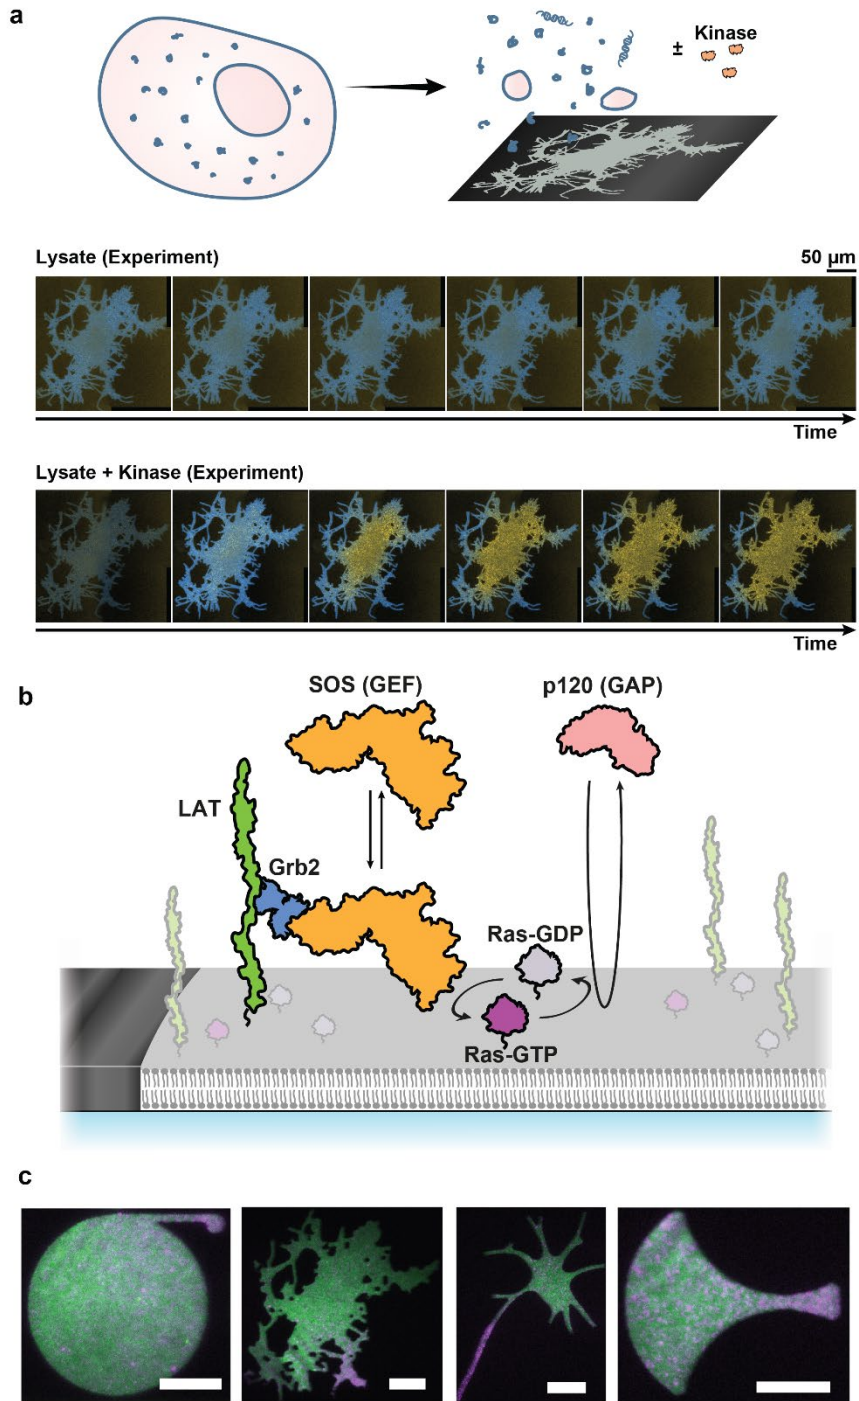 a
Kinase
±
Lysate (Experiment)
50 µm
Time
Lysate + Kinase (Experiment)
Time
b
SOS (GEF)
p120 (GAP)
LAT
Grb2
Ras-GDP
Ras-GTP
c